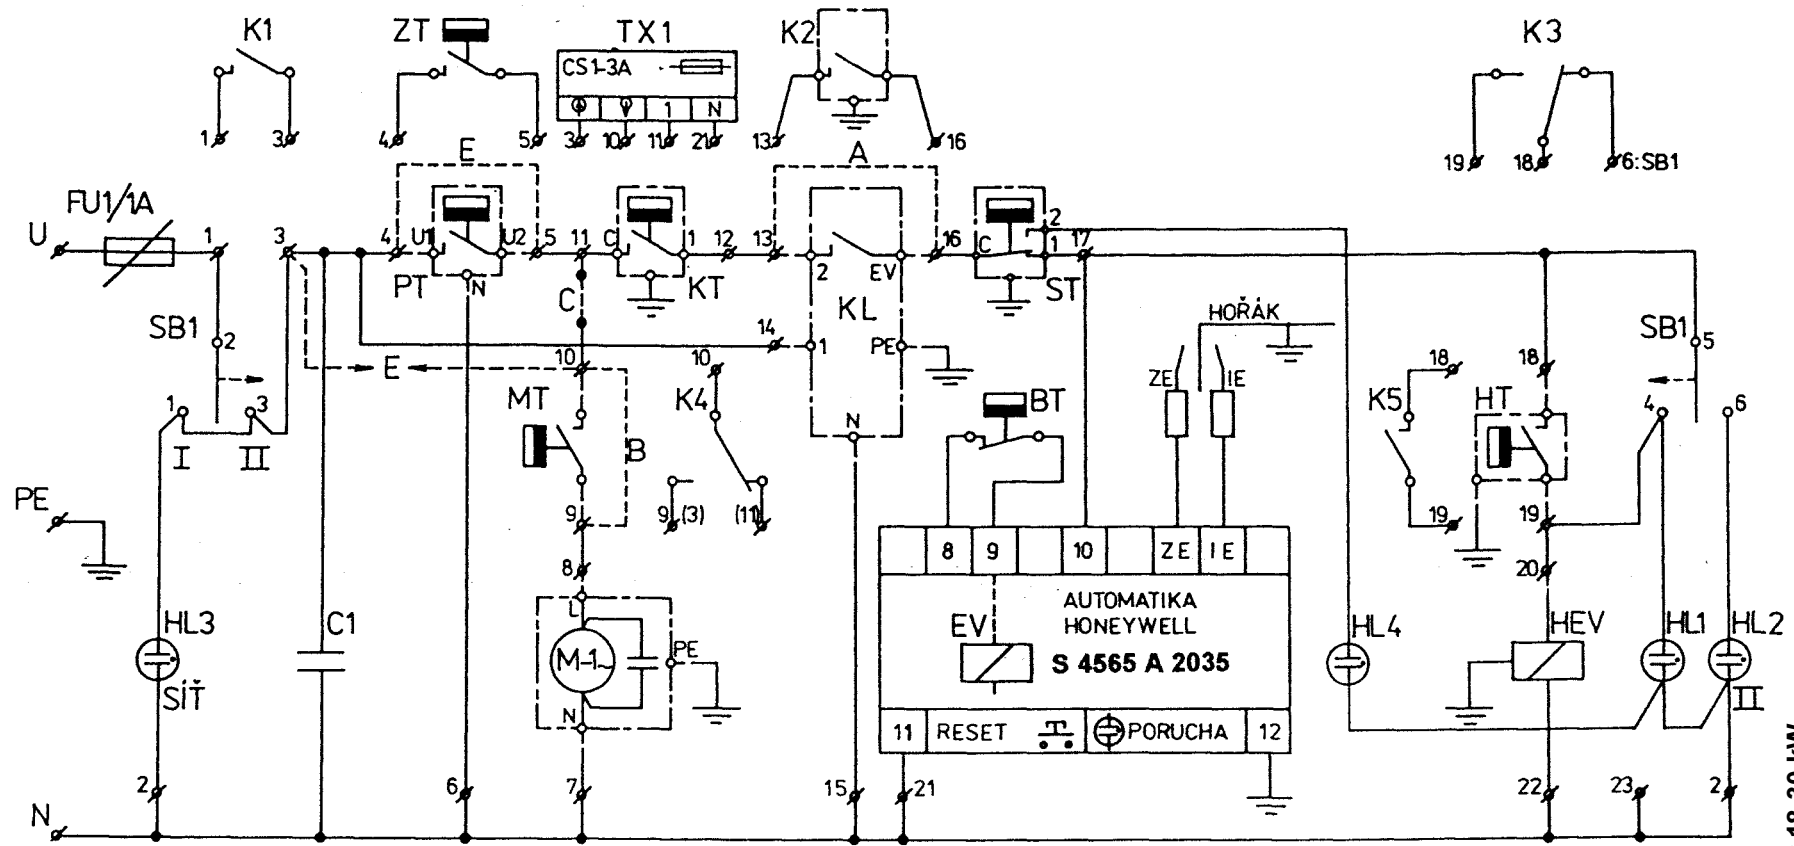 K1
ZT
TX1
K2
K3
CS1-3A
1 N
1 3
4 5
3 10 11 21
13 16
19 18 6:SB1
E
A
FU1/1A
U
1 3 4 U1 U2 5 11 C 1 12 13 2 EV 16 C 2 1 17
PT N
C
KT
KL
ST
HOŘÁK
SB1 2
14 1 PE
SB1 5
E
10
10
ZE IE
18 18
1 3
MT
K4
BT
K5
HT
4 6
I II
B
N
PE
9
9 (3) (11)
19 19
8 9 10 ZE IE
8
20
L
AUTOMATIKA
HONEYWELL
S 4565 A 2035
EV
HL3
SÍŤ
C1
M-1~
PE
N
HL4
HEV
HL1
HL2
II
11 RESET T PORUCHA 12
2 6 7 15 21 22 23 2
N